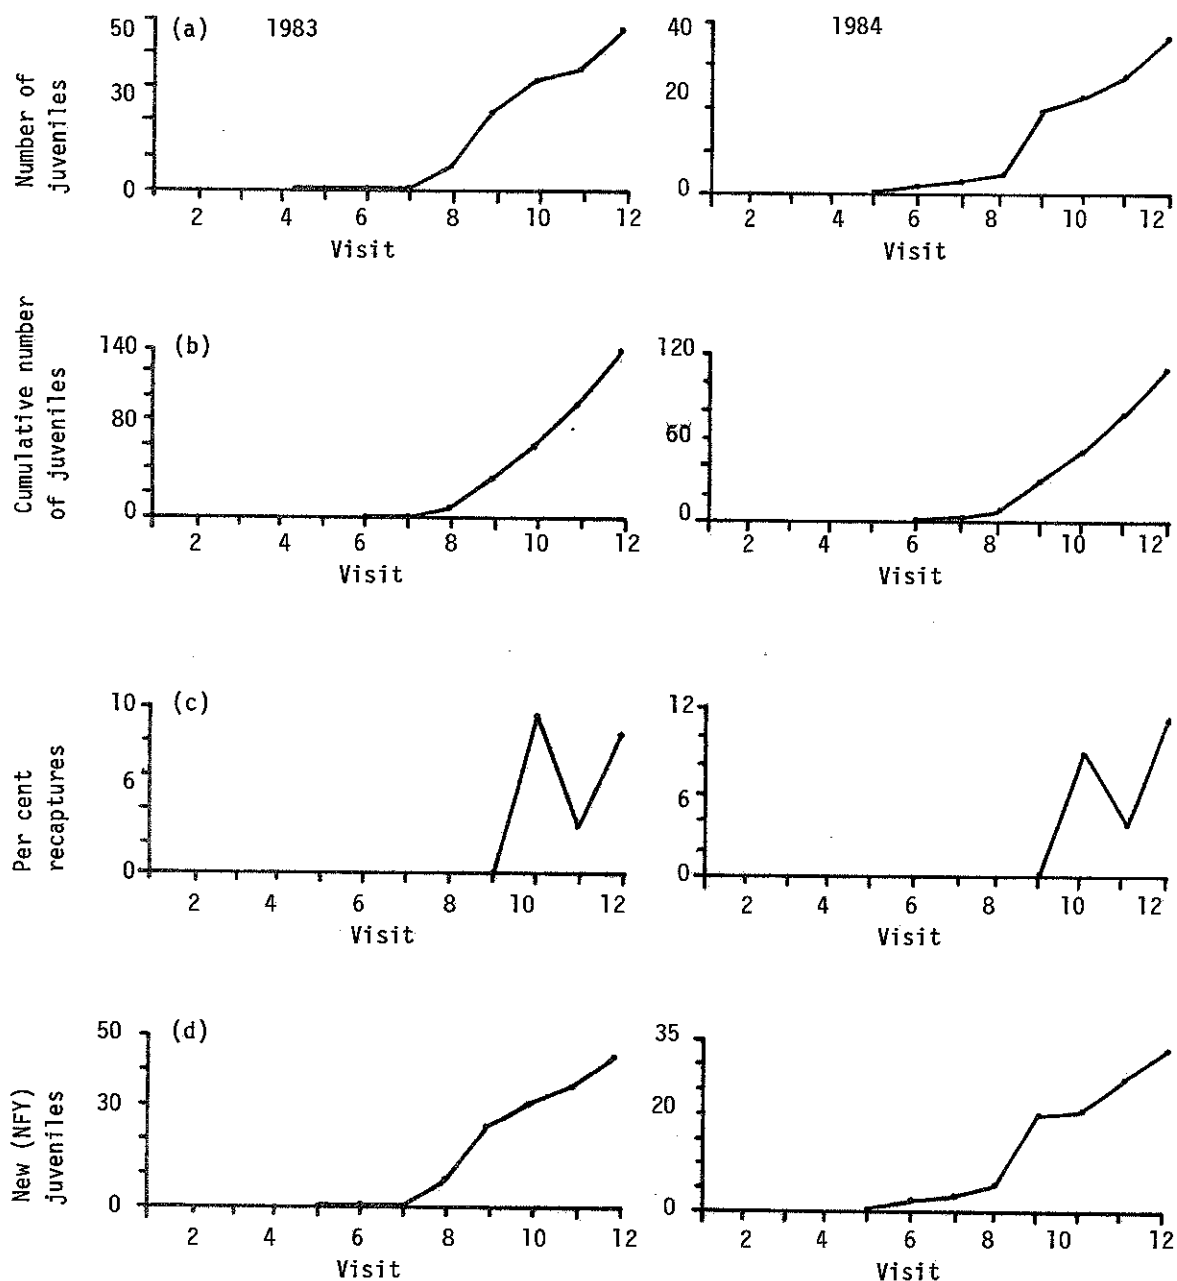 (a) 1983 1984
Number of
juveniles
50
30
0
2 4 6 8 10 12
Visit
40
20
0
2 4 6 8 10 12
Visit
(b)
Cumulative number
of juveniles
140
80
0
2 4 6 8 10 12
Visit
120
60
0
2 4 6 8 10 12
Visit
(c)
Per cent
recaptures
10
6
0
2 4 6 8 10 12
Visit
12
6
0
2 4 6 8 10 12
Visit
(d)
New (NFY)
juveniles
50
30
0
2 4 6 8 10 12
Visit
35
20
0
2 4 6 8 10 12
Visit